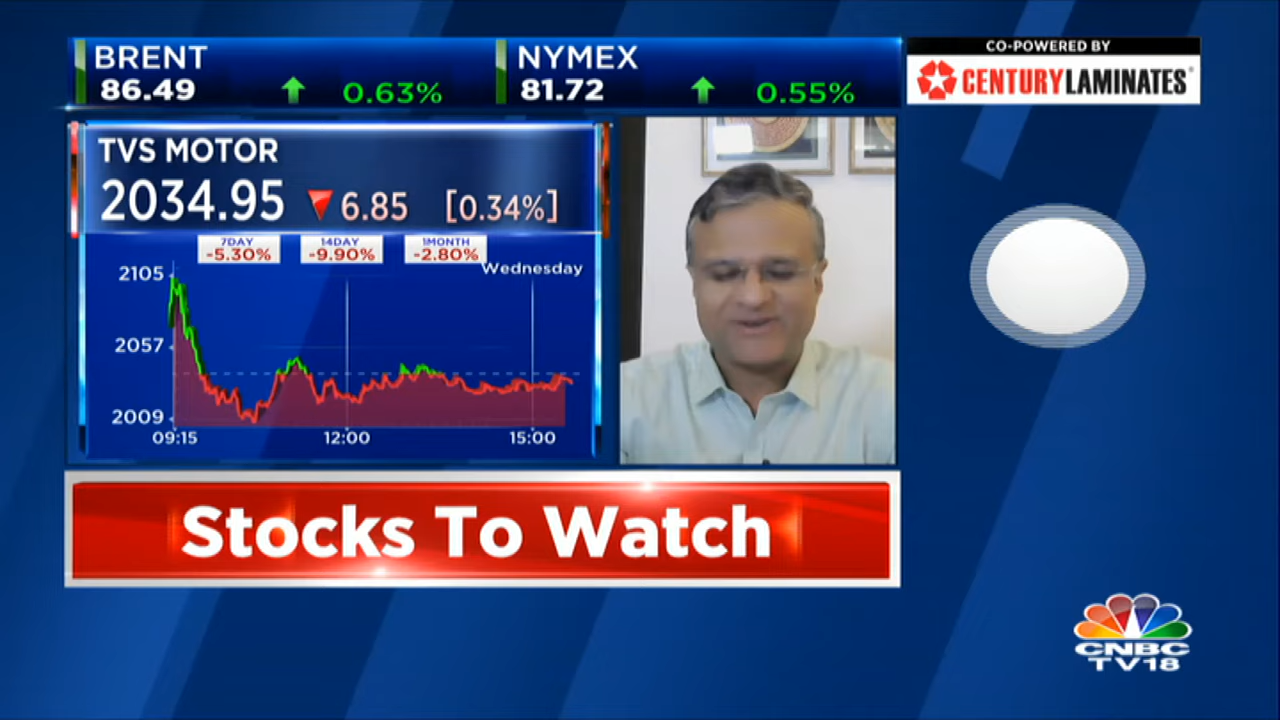 BRENT
86.49 0.63%
NYMEX
81.72 0.55%
CO-POWERED BY
CENTURYLAMINATES®
TVS MOTOR
2034.95 6.85 [0.34%]
7DAY
-5.30%
14DAY
-9.90%
1MONTH
-2.80%
Wednesday
2105
2057
2009
09:15 12:00 15:00
Stocks To Watch
CNBC
TV18